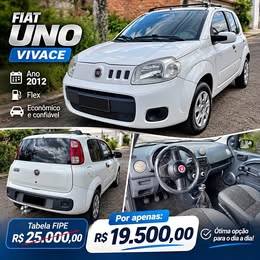 FIAT
UNO
VIVACE
Ano
2012
Flex
Econômico
e confiável
Tabela FIPE
R$ 25.000,00
Por apenas:
R$ 19.500,00
Ótima opção
para o dia a dia!